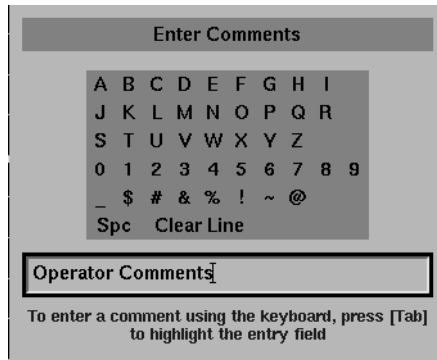 Enter Comments
A B C D E F G H I
J K L M N O P Q R
S T U V W X Y Z
0 1 2 3 4 5 6 7 8 9
_ $ # & % ! ~ @
Spc Clear Line
Operator Comments
To enter a comment using the keyboard, press [Tab]
to highlight the entry field